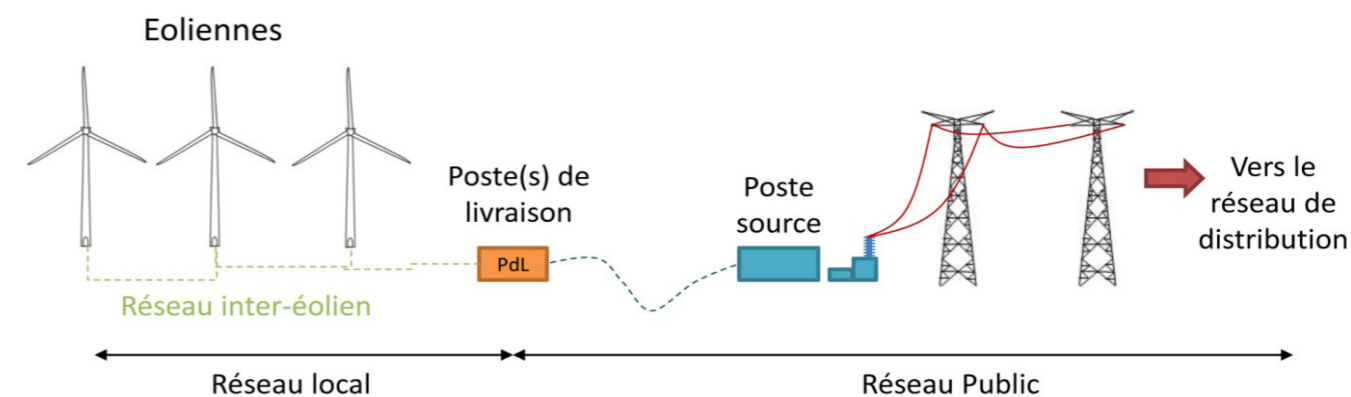 Eoliennes
Poste(s) de
livraison
PdL
Réseau inter-éolien
Poste
source
Vers le
réseau de
distribution
Réseau local
Réseau Public